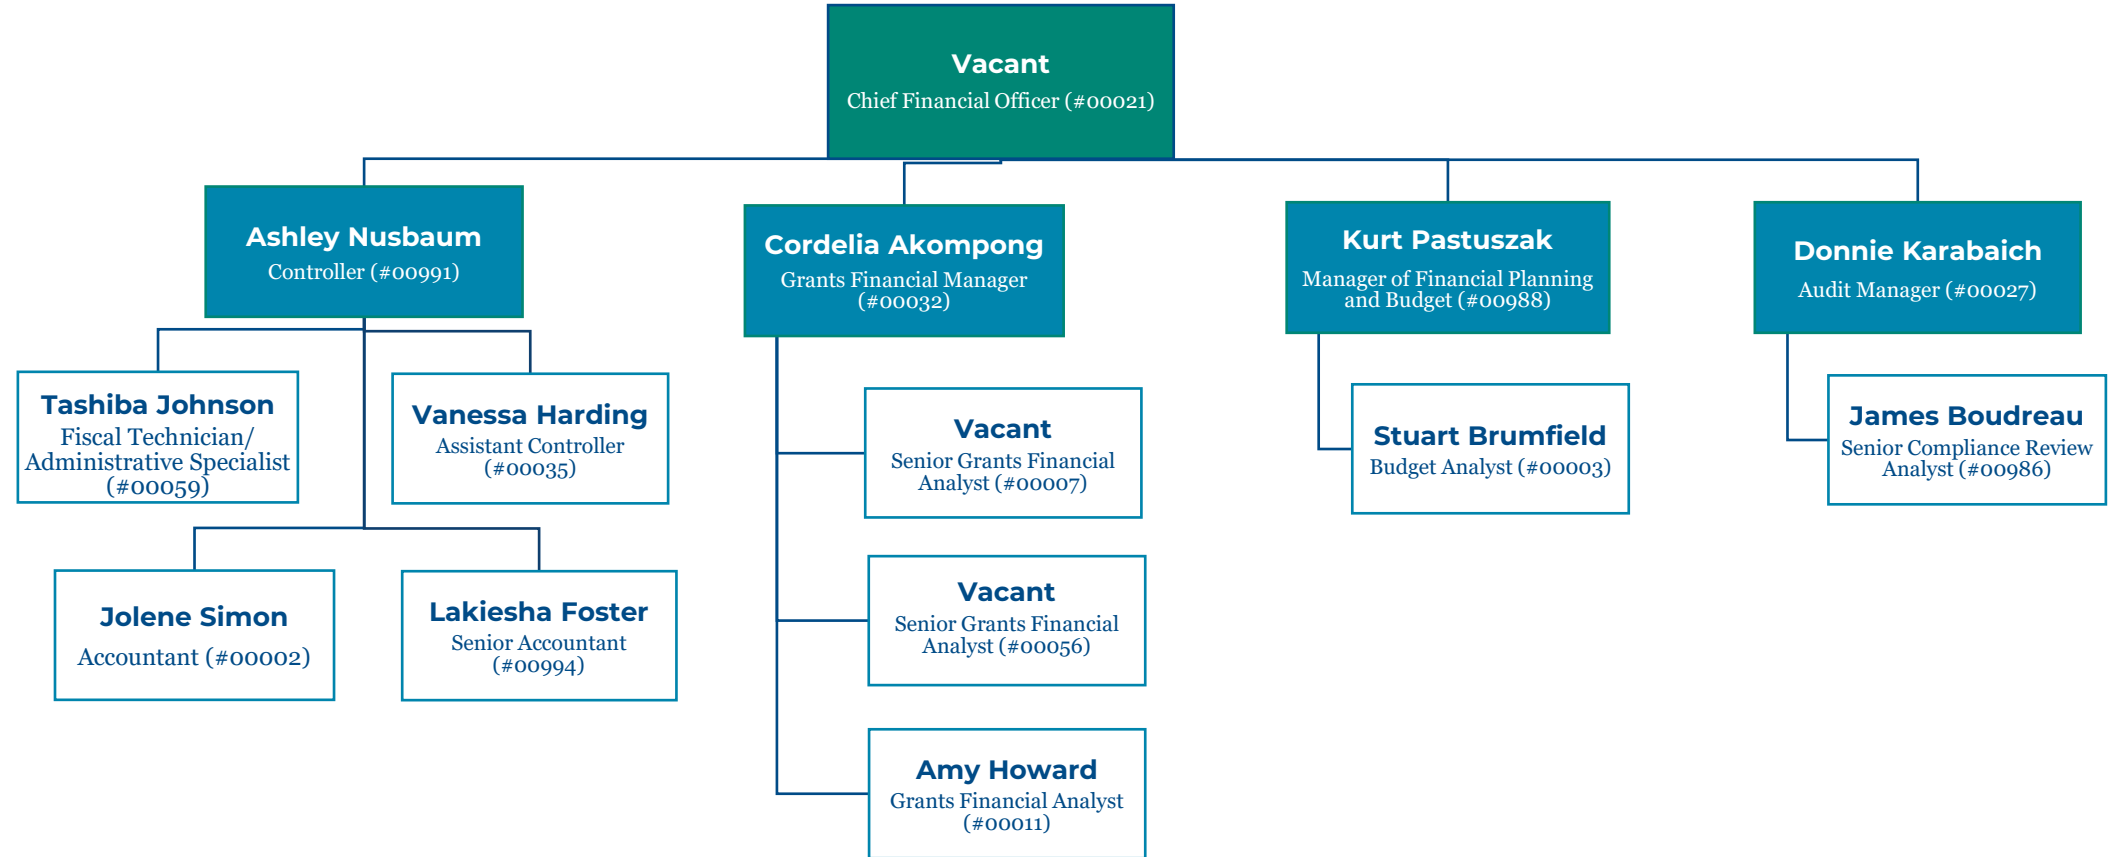 Vacant
Chief Financial Officer (#00021)
Ashley Nusbaum
Controller (#00991)
Cordelia Akompong
Grants Financial Manager
(#00032)
Kurt Pastuszak
Manager of Financial Planning
and Budget (#00988)
Donnie Karabaich
Audit Manager (#00027)
Tashiba Johnson
Fiscal Technician/
Administrative Specialist
(#00059)
Vanessa Harding
Assistant Controller
(#00035)
Jolene Simon
Accountant (#00002)
Lakiesha Foster
Senior Accountant
(#00994)
Vacant
Senior Grants Financial
Analyst (#00007)
Vacant
Senior Grants Financial
Analyst (#00056)
Amy Howard
Grants Financial Analyst
(#00011)
Stuart Brumfield
Budget Analyst (#00003)
James Boudreau
Senior Compliance Review
Analyst (#00986)